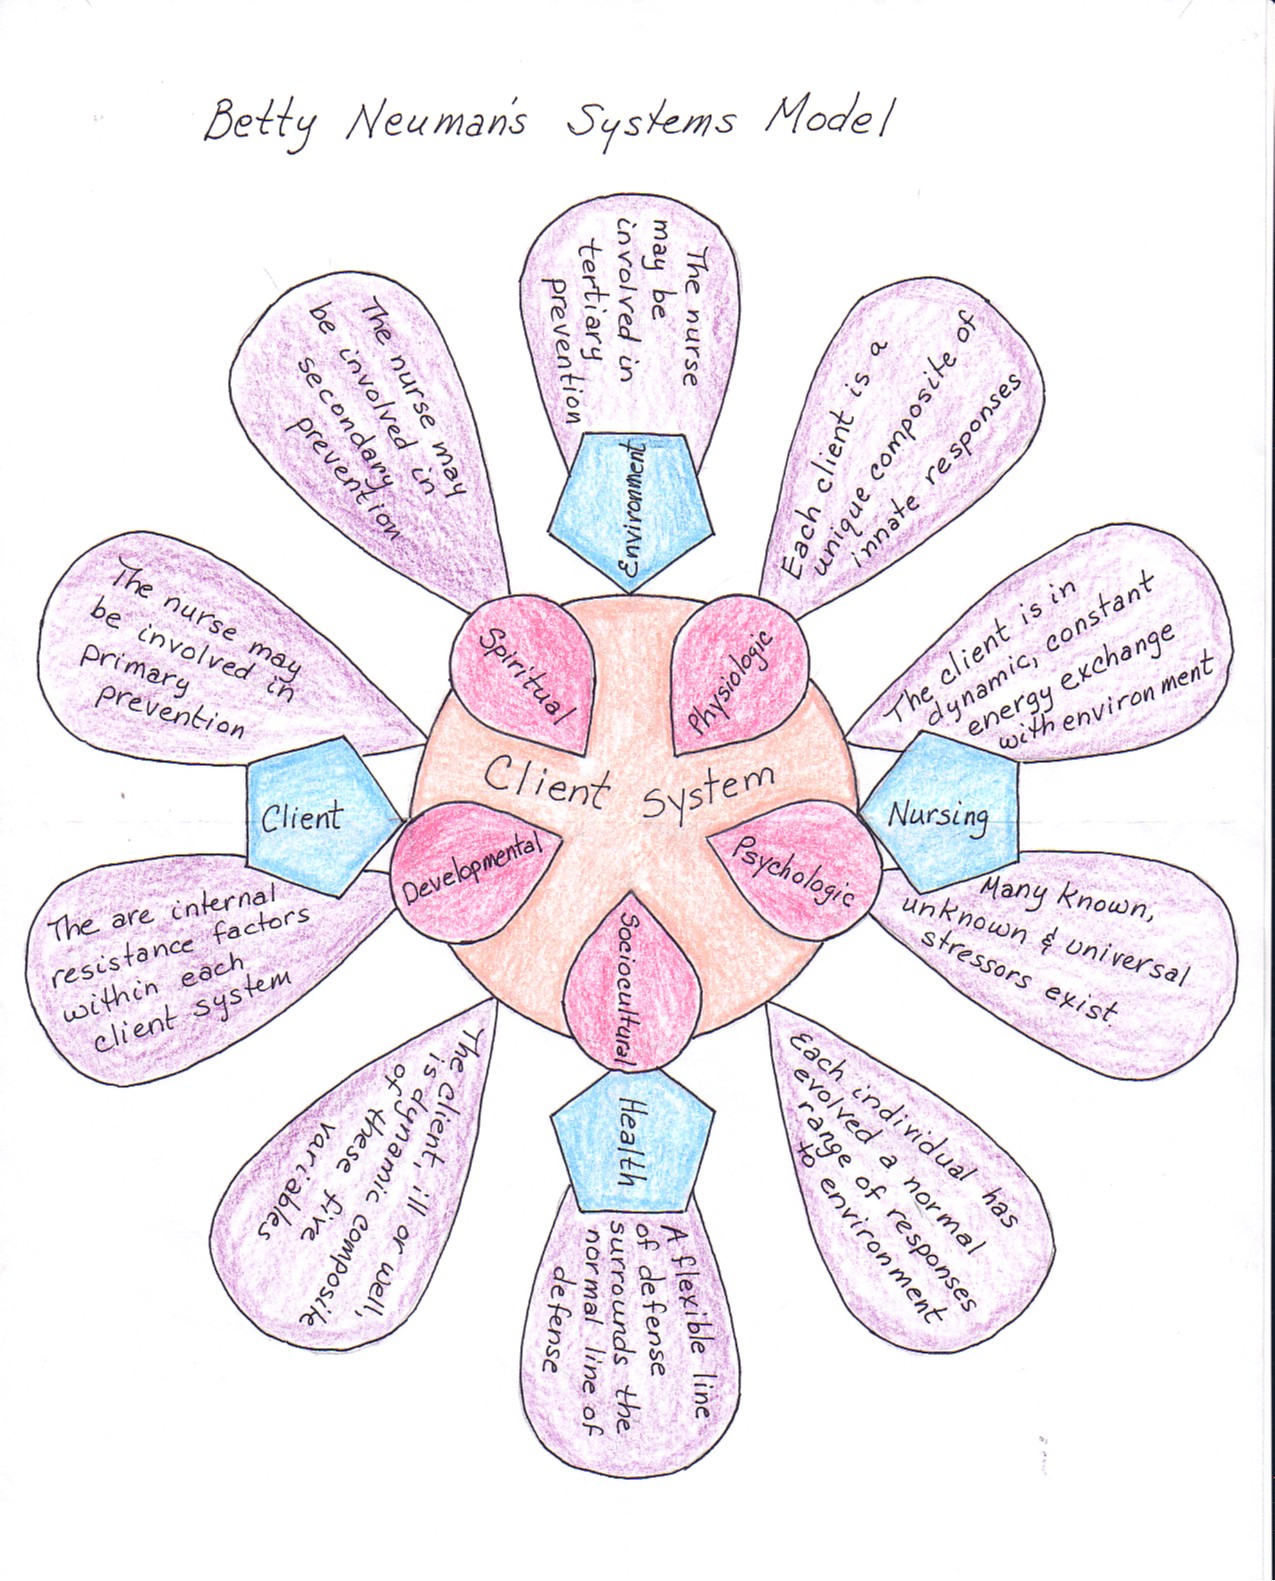 Betty Neuman's Systems Model
The nurse
may be
involved in
tertiary
prevention
Each client is a
unique composite of
innate responses
The client is in
dynamic, constant
energy exchange
with environment
Many known,
unknown & universal
stressors exist.
Each individual has
evolved a normal
range of responses
to environment
A flexible line
of defense
surrounds the
normal line of
defense
The client, ill or well,
is dynamic composite
of these five
variables
The are internal
resistance factors
within each
client system
The nurse may
be involved in
primary
prevention
The nurse may
be involved in
secondary
prevention
Environment
Nursing
Health
Client
Spiritual
Physiologic
Client System
Developmental
Psychologic
Sociocultural